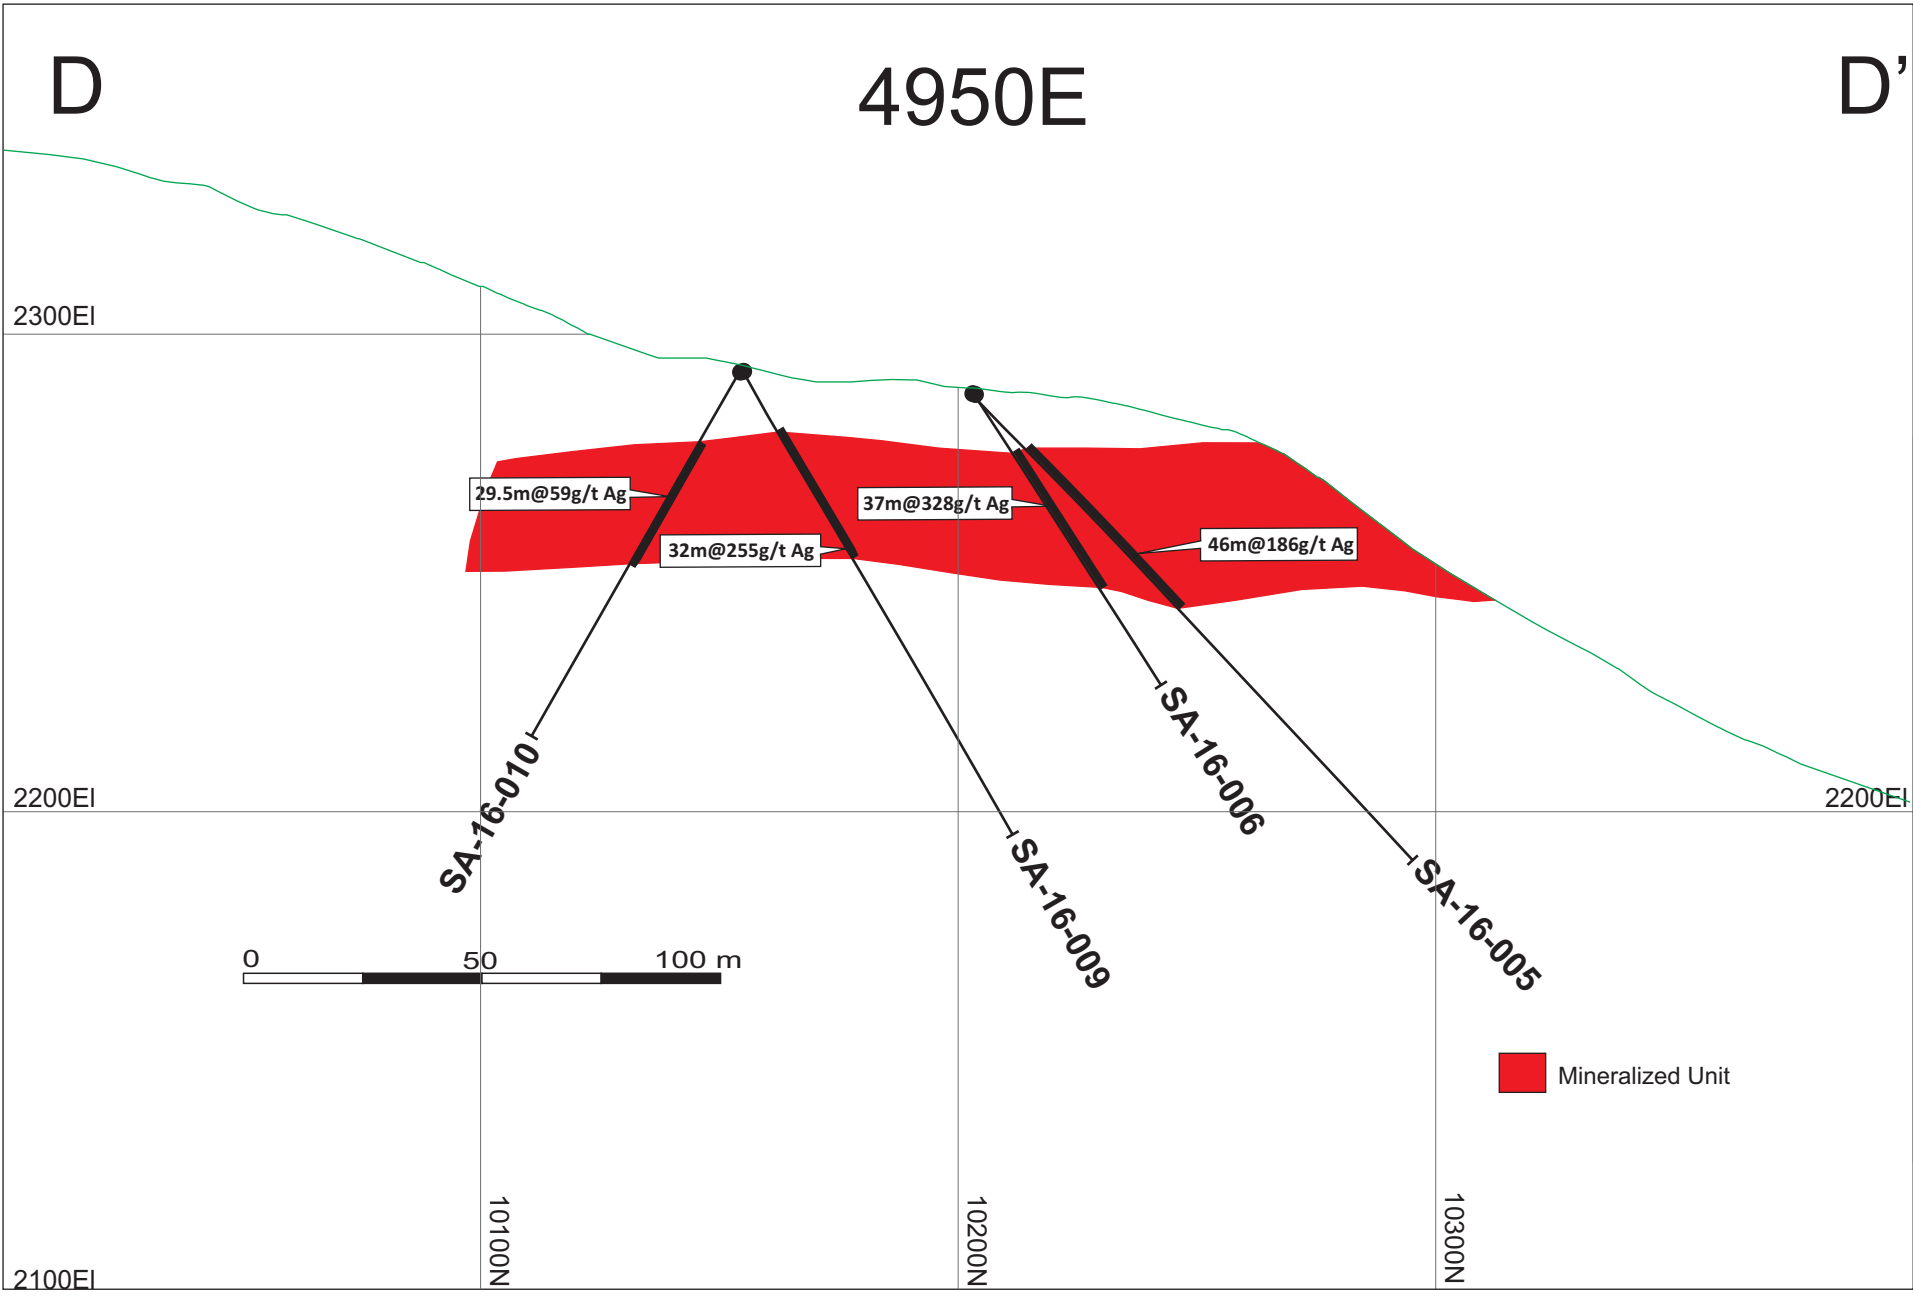 D
4950E
D’
2300El
29.5m@59g/t Ag
37m@328g/t Ag
32m@255g/t Ag
46m@186g/t Ag
SA-16-010
SA-16-006
2200El
2200El
SA-16-009
SA-16-005
0 50 100 m
Mineralized Unit
10100N
10200N
10300N
2100El